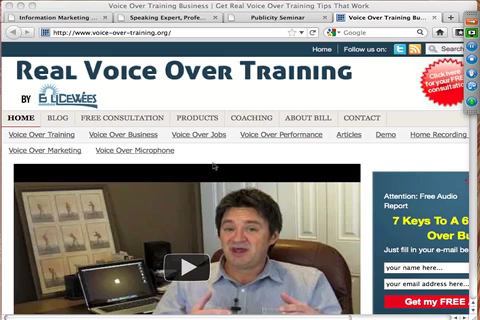 Voice Over Training Business | Get Real Voice Over Training Tips That Work
Information Marketing ...
Speaking Expert, Profes...
Publicity Seminar
Voice Over Training Bu...
http://www.voice-over-training.org/
Google
Home
Follow us on:
Search
REAL VOICE OVER TRAINING
BY
Click here
for your FREE
consultation
HOME
BLOG
FREE CONSULTATION
PRODUCTS
COACHING
ABOUT BILL
CONTACT
Voice Over Training
Voice Over Business
Voice Over Jobs
Voice Over Performance
Articles
Demo
Home Recording
Voice Over Marketing
Voice Over Microphone
Attention: Free Audio
Report
7 Keys To A 6
Over Bu
Just fill in your e-mail be
your name here...
your email address here...
Get my FREE